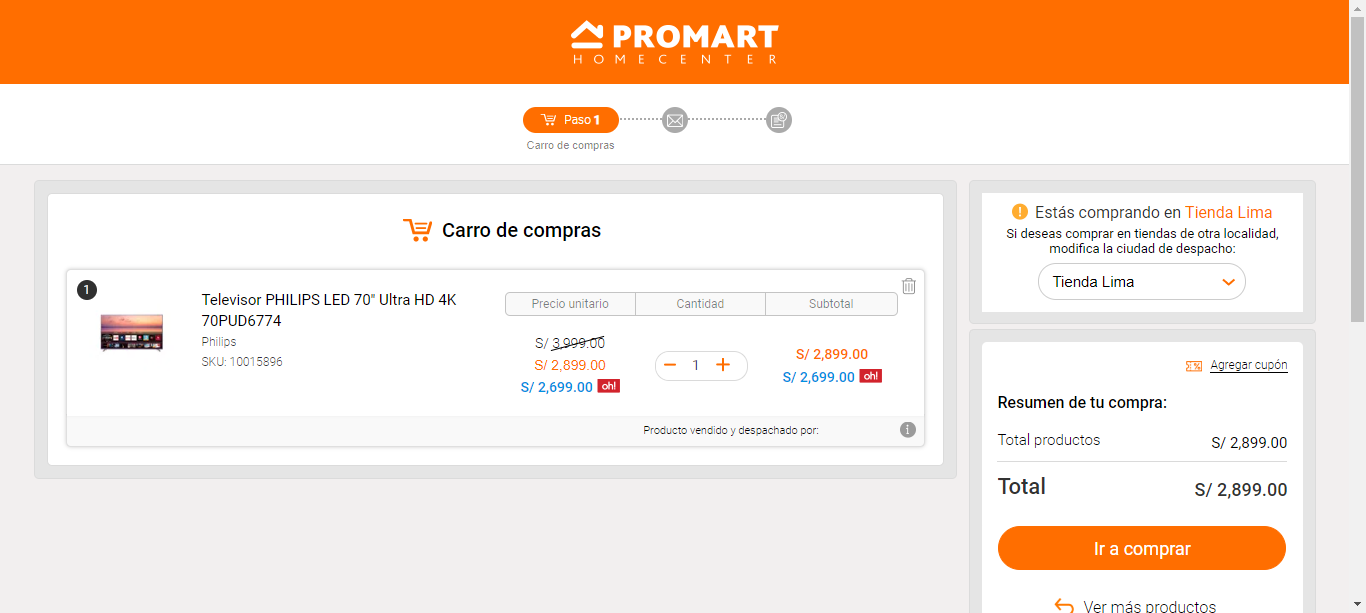 PROMART
HOMECENTER
Paso 1
Carro de compras
Carro de compras
1
Televisor PHILIPS LED 70" Ultra HD 4K
70PUD6774
Philips
SKU: 10015896
Precio unitario Cantidad Subtotal
S/ 3,999.00
S/ 2,899.00
S/ 2,699.00 oh!
1
S/ 2,899.00
S/ 2,699.00 oh!
Producto vendido y despachado por:
Estás comprando en Tienda Lima
Si deseas comprar en tiendas de otra localidad,
modifica la ciudad de despacho:
Tienda Lima
Agregar cupón
Resumen de tu compra:
Total productos S/ 2,899.00
Total S/ 2,899.00
Ir a comprar
Ver más productos